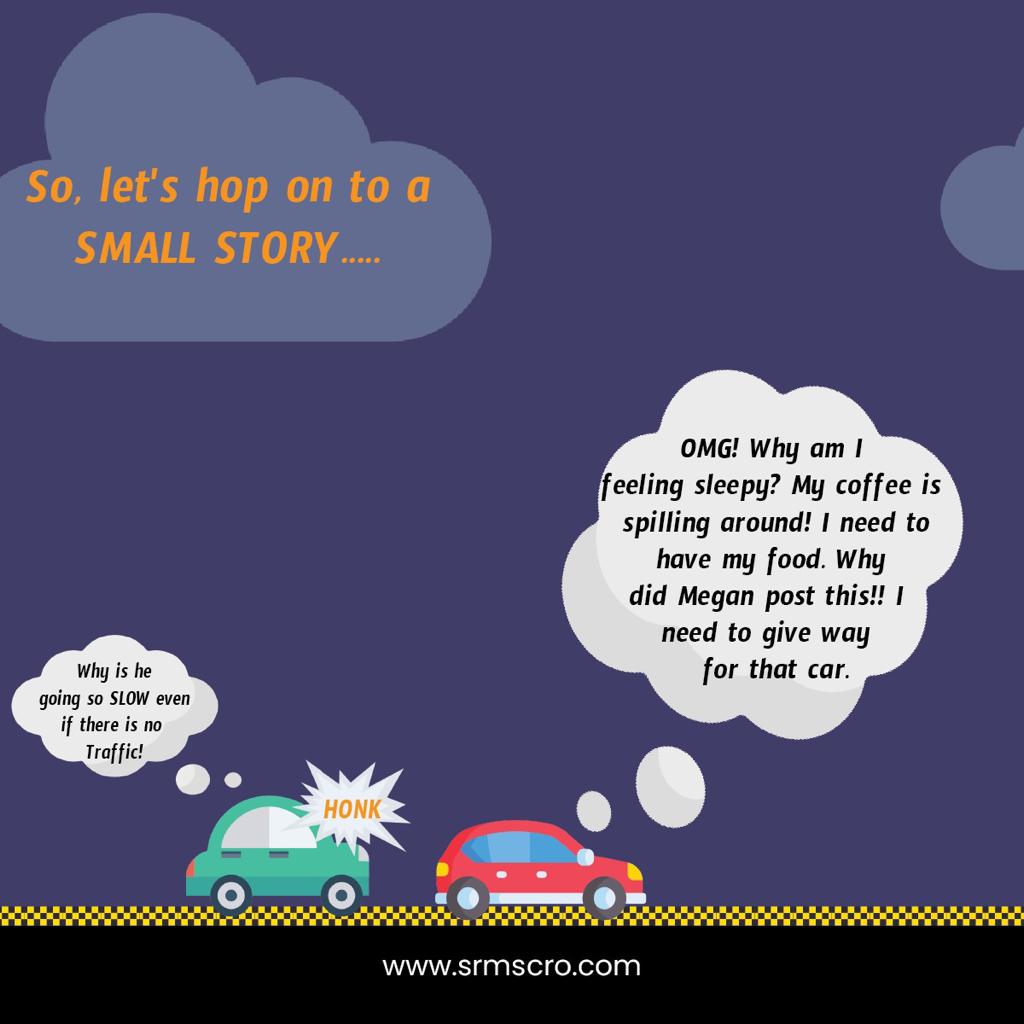 So, let's hop on to a
SMALL STORY.....
OMG! Why am I
feeling sleepy? My coffee is
spilling around! I need to
have my food. Why
did Megan post this!! I
need to give way
for that car.
Why is he
going so SLOW even
if there is no
Traffic!
HONK
www.srmscro.com